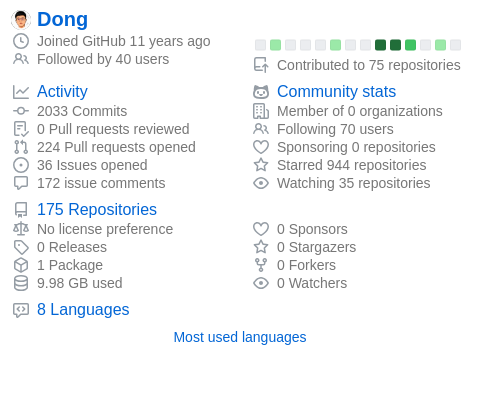 Dong
Joined GitHub 11 years ago
Followed by 40 users
Contributed to 75 repositories
Activity
2033 Commits
0 Pull requests reviewed
224 Pull requests opened
36 Issues opened
172 issue comments
Community stats
Member of 0 organizations
Following 70 users
Sponsoring 0 repositories
Starred 944 repositories
Watching 35 repositories
175 Repositories
No license preference
0 Releases
1 Package
9.98 GB used
0 Sponsors
0 Stargazers
0 Forkers
0 Watchers
8 Languages
Most used languages